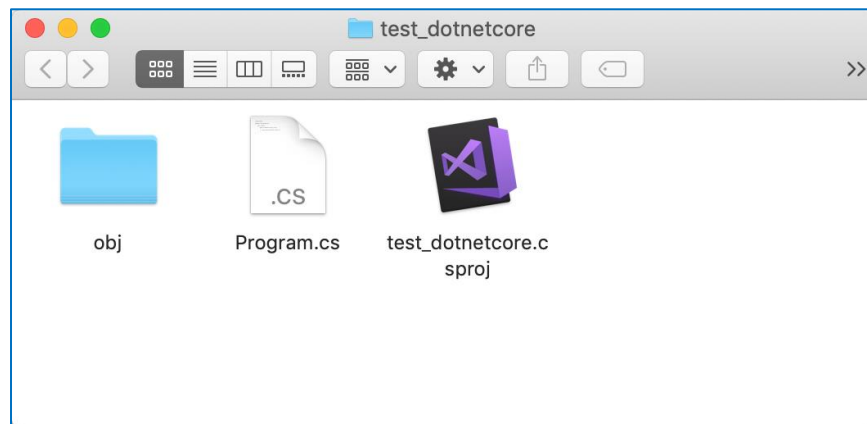 test_dotnetcore
.CS
obj
Program.cs
test_dotnetcore.c
sproj